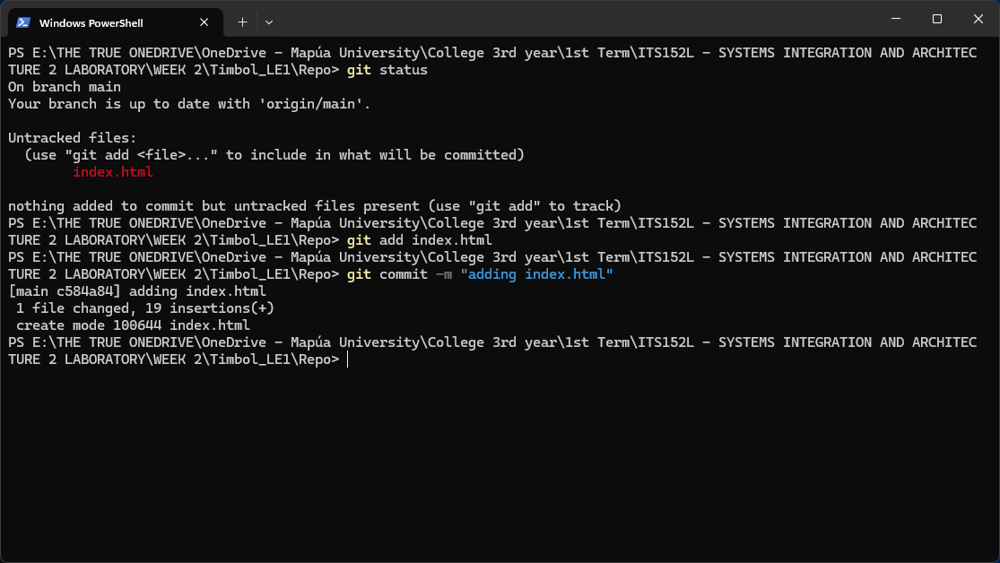 Windows PowerShell
PS E:\THE TRUE ONEDRIVE\OneDrive - Mapúa University\College 3rd year\1st Term\ITS152L - SYSTEMS INTEGRATION AND ARCHITEC
TURE 2 LABORATORY\WEEK 2\Timbol_LE1\Repo> git status
On branch main
Your branch is up to date with 'origin/main'.
Untracked files:
(use "git add <file>..." to include in what will be committed)
index.html
nothing added to commit but untracked files present (use "git add" to track)
PS E:\THE TRUE ONEDRIVE\OneDrive - Mapúa University\College 3rd year\1st Term\ITS152L - SYSTEMS INTEGRATION AND ARCHITEC
TURE 2 LABORATORY\WEEK 2\Timbol_LE1\Repo> git add index.html
PS E:\THE TRUE ONEDRIVE\OneDrive - Mapúa University\College 3rd year\1st Term\ITS152L - SYSTEMS INTEGRATION AND ARCHITEC
TURE 2 LABORATORY\WEEK 2\Timbol_LE1\Repo> git commit -m "adding index.html"
[main c584a84] adding index.html
1 file changed, 19 insertions(+)
create mode 100644 index.html
PS E:\THE TRUE ONEDRIVE\OneDrive - Mapúa University\College 3rd year\1st Term\ITS152L - SYSTEMS INTEGRATION AND ARCHITEC
TURE 2 LABORATORY\WEEK 2\Timbol_LE1\Repo>